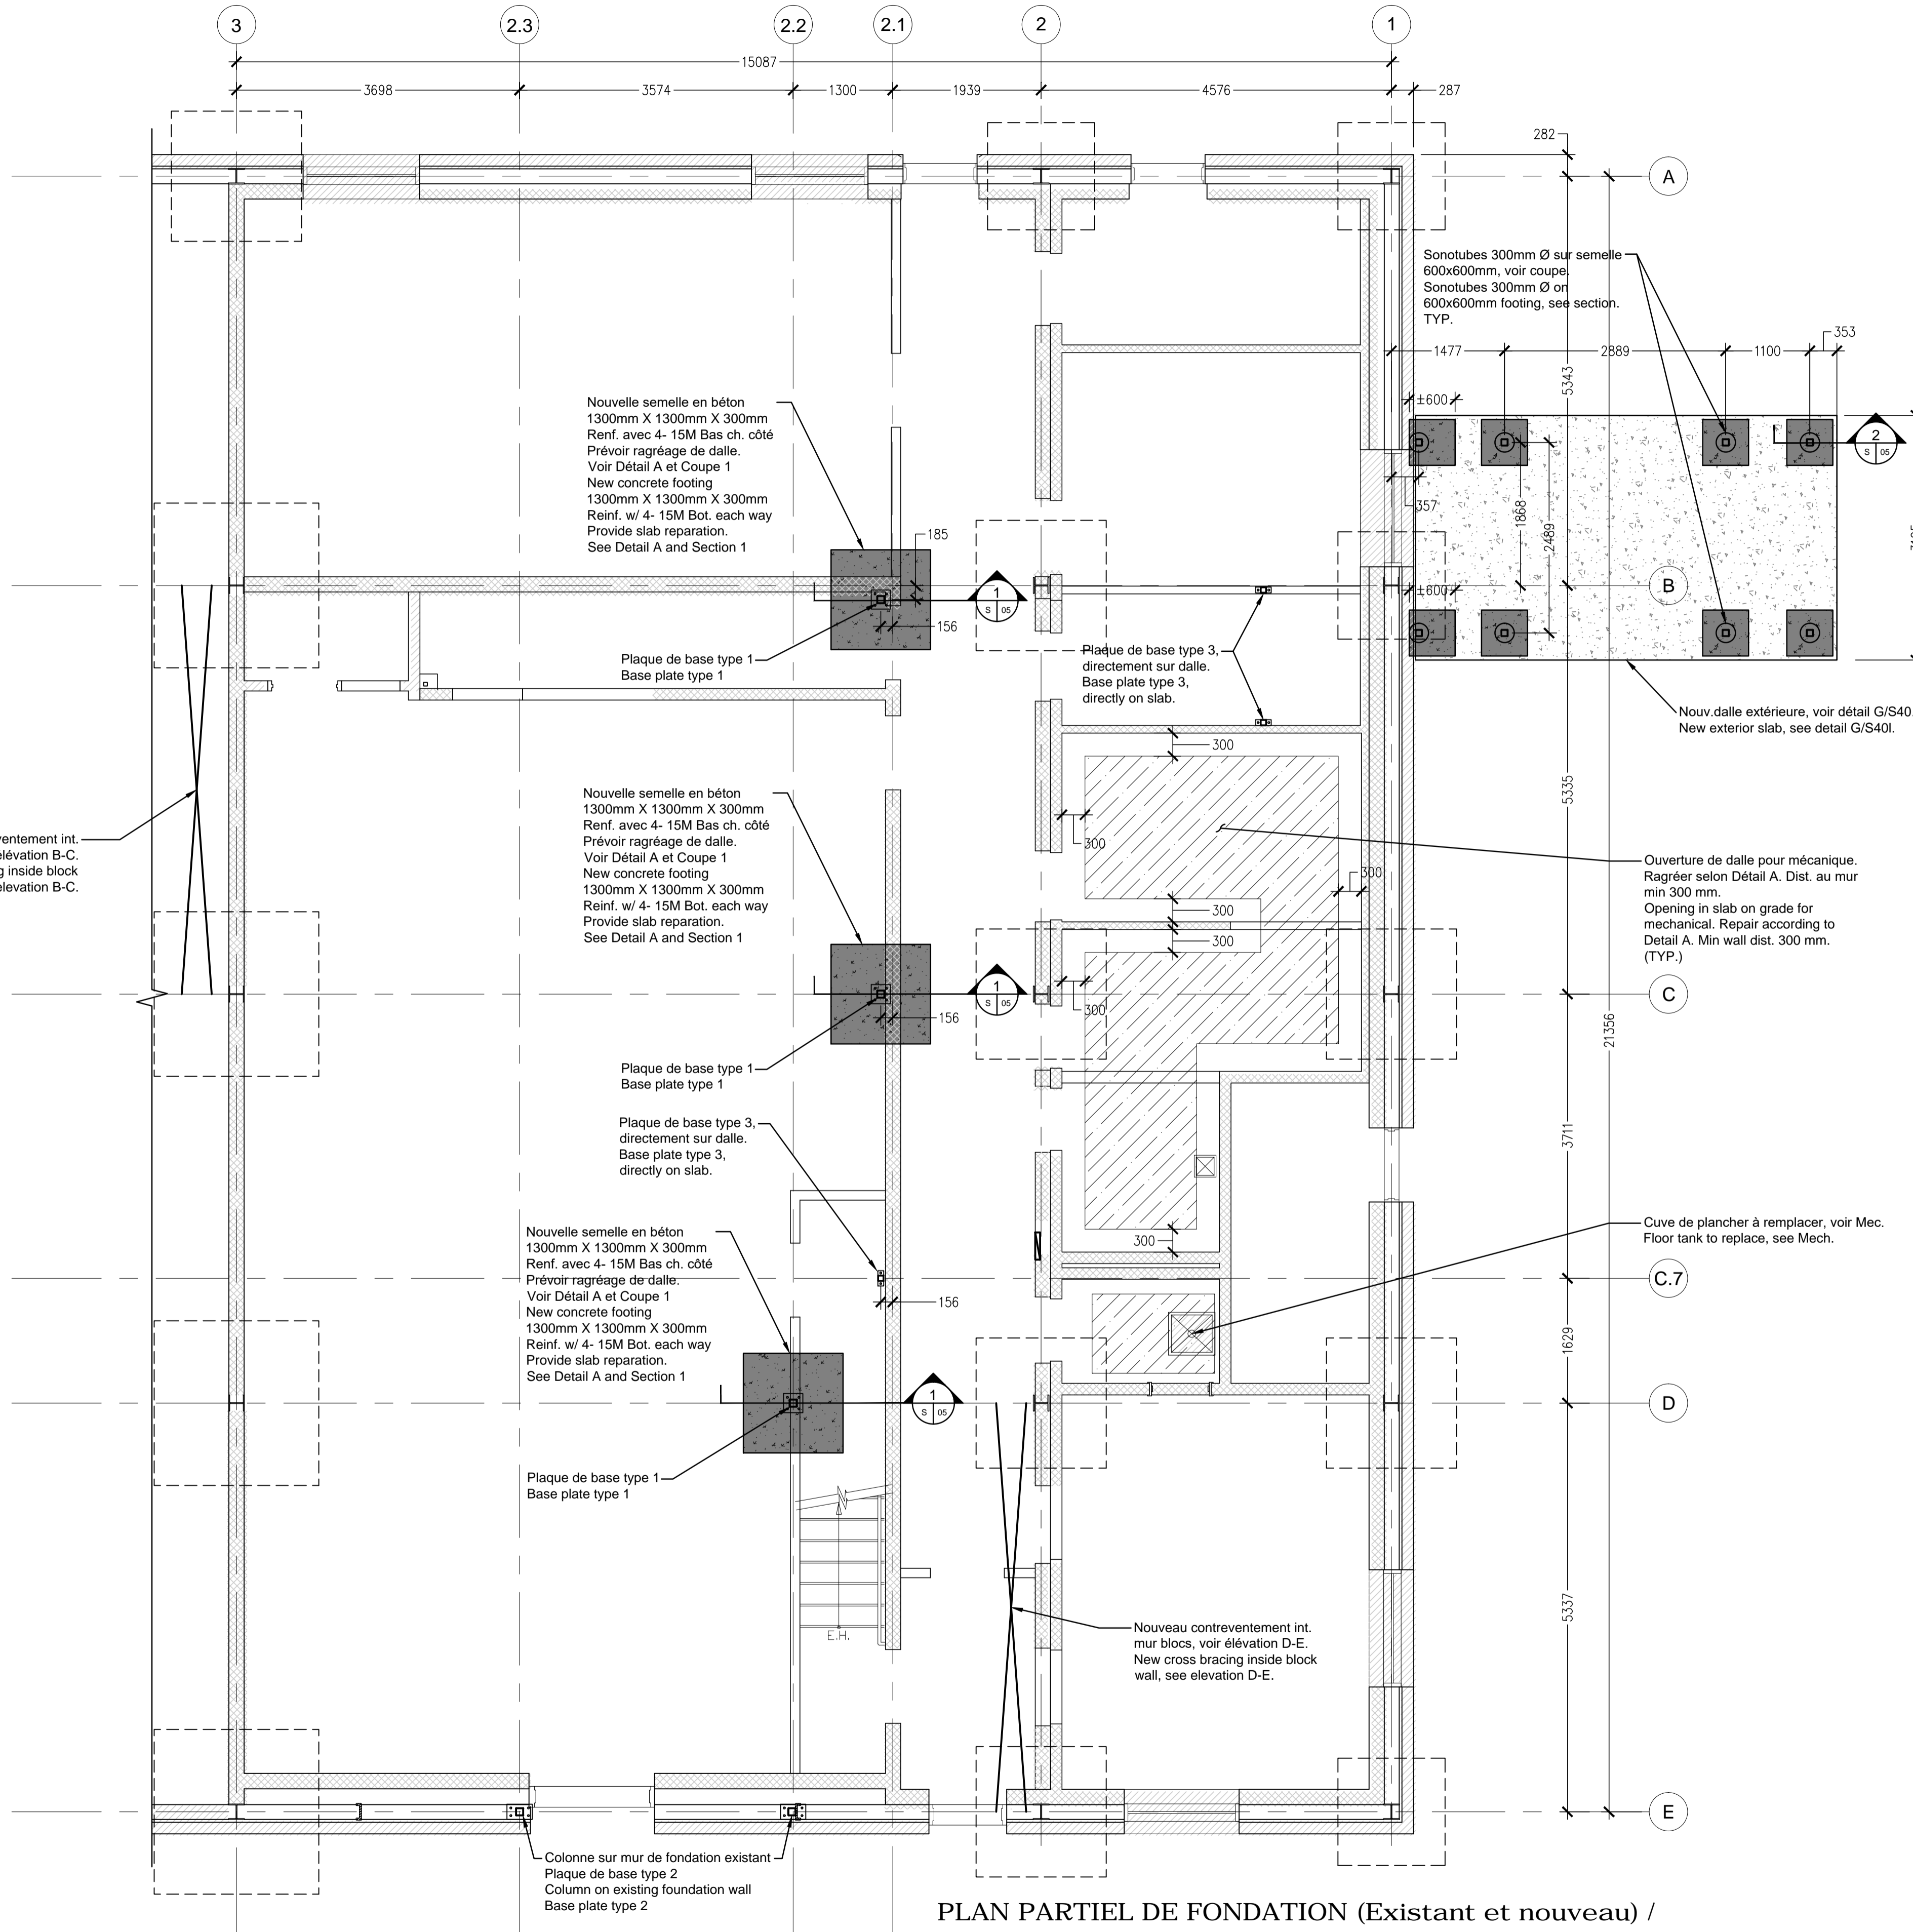 3
2.3
2.2
2.1
2
1
15087
3698
3574
1300
1939
4576
287
282
A
Sonotubes 300mm Ø sur semelle
600x600mm, voir coupe.
Sonotubes 300mm Ø on
600x600mm footing, see section.
TYP.
353
1477
2889
1100
5343
±600
Nouvelle semelle en béton
1300mm X 1300mm X 300mm
Renf. avec 4- 15M Bas ch. côté
Prévoir ragréage de dalle.
Voir Détail A et Coupe 1
New concrete footing
1300mm X 1300mm X 300mm
Reinf. w/ 4- 15M Bot. each way
Provide slab reparation.
See Detail A and Section 1
2
S 05
357
1868
2489
185
1
S 05
±600
B
156
Plaque de base type 1
Base plate type 1
Plaque de base type 3,
directement sur dalle.
Base plate type 3,
directly on slab.
Nouv.dalle extérieure, voir détail G/S40
New exterior slab, see detail G/S40l.
300
5335
Nouvelle semelle en béton
1300mm X 1300mm X 300mm
Renf. avec 4- 15M Bas ch. côté
Prévoir ragréage de dalle.
Voir Détail A et Coupe 1
New concrete footing
1300mm X 1300mm X 300mm
Reinf. w/ 4- 15M Bot. each way
Provide slab reparation.
See Detail A and Section 1
ventement int.
elévation B-C.
g inside block
elevation B-C.
300
300
Ouverture de dalle pour mécanique.
Ragréer selon Détail A. Dist. au mur
min 300 mm.
Opening in slab on grade for
mechanical. Repair according to
Detail A. Min wall dist. 300 mm.
(TYP.)
300
300
1
S 05
300
C
156
21356
Plaque de base type 1
Base plate type 1
Plaque de base type 3,
directement sur dalle.
Base plate type 3,
directly on slab.
3711
Nouvelle semelle en béton
1300mm X 1300mm X 300mm
Renf. avec 4- 15M Bas ch. côté
Prévoir ragréage de dalle.
Voir Détail A et Coupe 1
New concrete footing
1300mm X 1300mm X 300mm
Reinf. w/ 4- 15M Bot. each way
Provide slab reparation.
See Detail A and Section 1
300
Cuve de plancher à remplacer, voir Mec.
Floor tank to replace, see Mech.
C.7
156
1629
1
S 05
D
Plaque de base type 1
Base plate type 1
E.H.
5337
Nouveau contreventement int.
mur blocs, voir élévation D-E.
New cross bracing inside block
wall, see elevation D-E.
E
Colonne sur mur de fondation existant
Plaque de base type 2
Column on existing foundation wall
Base plate type 2
PLAN PARTIEL DE FONDATION (Existant et nouveau) /